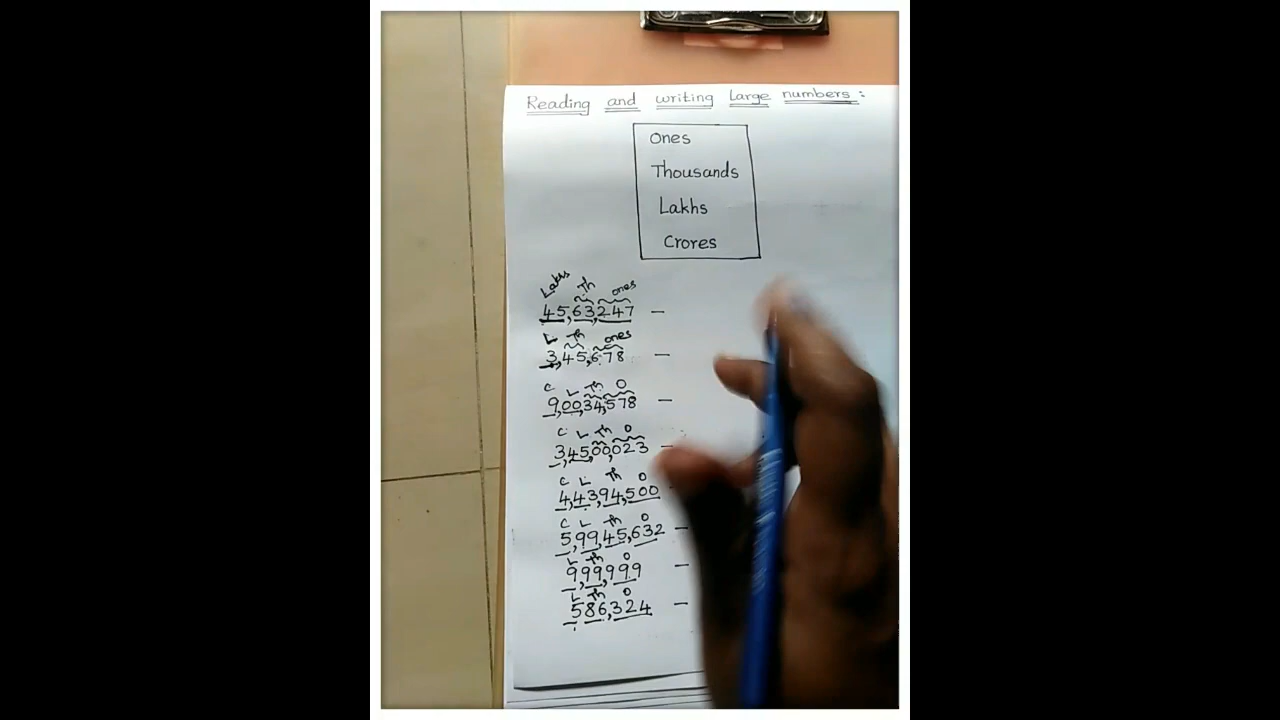 Reading and writing Large numbers :
Ones
Thousands
Lakhs
Crores
Lakhs Th ones
45,63,247 —
L Th ones
3,45,678 —
C L Th O
9,00,34,578 —
C L Th O
3,45,00,023 —
C L Th O
4,43,94,500
C L Th O
5,99,45,632 —
L Th O
9,99,999 —
L Th O
586,324 —